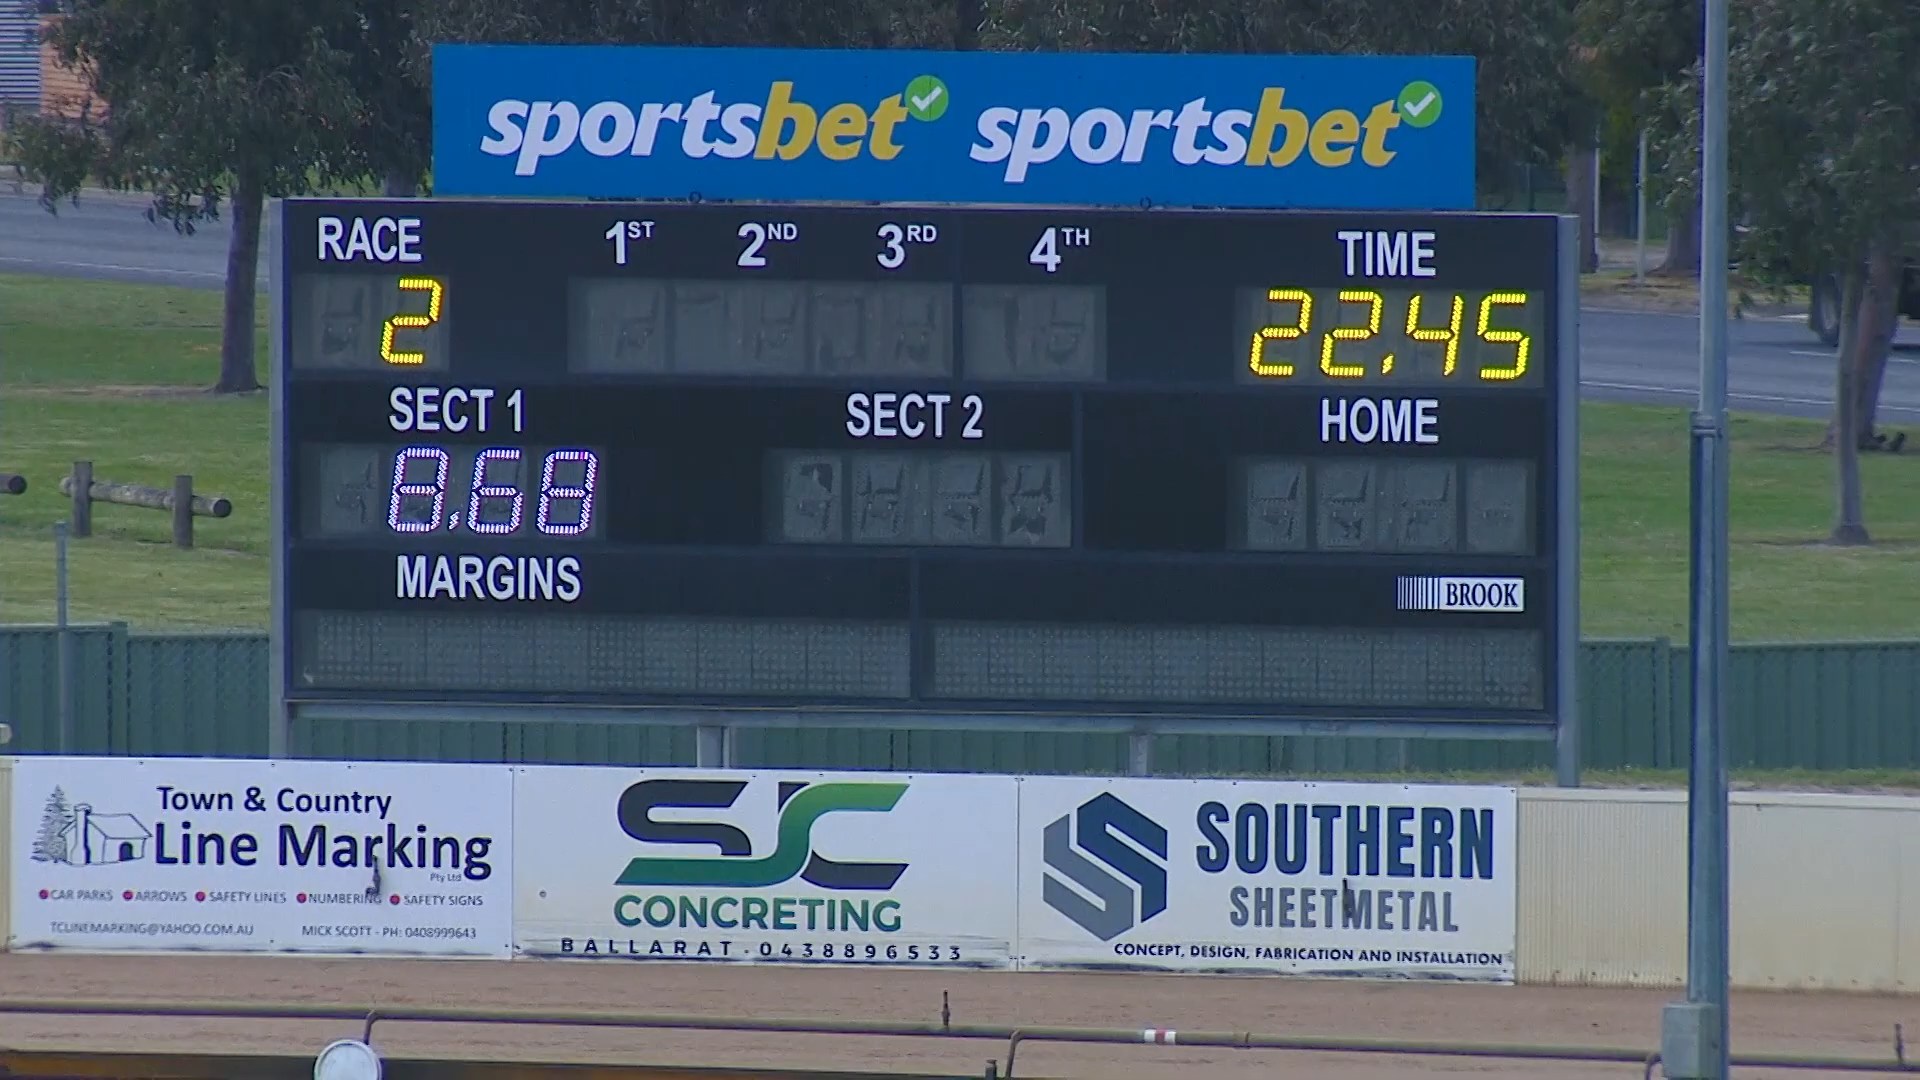 sportsbet sportsbet
RACE 1ST 2ND 3RD 4TH TIME
2 22.45
SECT 1 SECT 2 HOME
8.68
MARGINS
BROOK
Town & Country
Line Marking
Pty Ltd
CAR PARKS ARROWS SAFETY LINES NUMBERING SAFETY SIGNS
TCLINEMARKING@YAHOO.COM.AU MICK SCOTT - PH: 0408999643
SJC
CONCRETING
BALLARAT - 0438896533
SOUTHERN
SHEETMETAL
CONCEPT, DESIGN, FABRICATION AND INSTALLATION